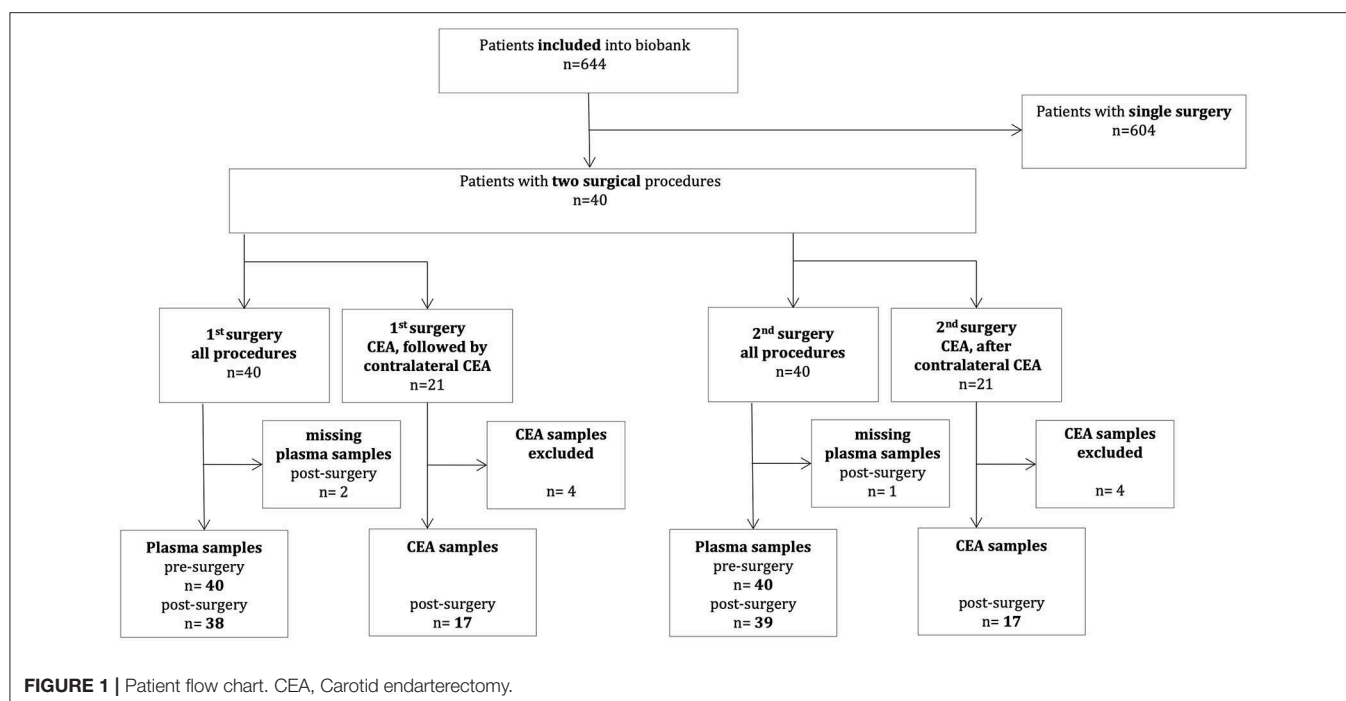 Patients included into biobank
n=644
Patients with single surgery
n=604
Patients with two surgical procedures
n=40
1st surgery
all procedures
n=40
1st surgery
CEA, followed by
contralateral CEA
n=21
2nd surgery
all procedures
n=40
2nd surgery
CEA, after
contralateral CEA
n=21
missing
plasma samples
post-surgery
n= 2
CEA samples
excluded
n= 4
missing
plasma samples
post-surgery
n= 1
CEA samples
excluded
n= 4
Plasma samples
pre-surgery
n= 40
post-surgery
n= 38
CEA samples
post-surgery
n= 17
Plasma samples
pre-surgery
n= 40
post-surgery
n= 39
CEA samples
post-surgery
n= 17
FIGURE 1 | Patient flow chart. CEA, Carotid endarterectomy.